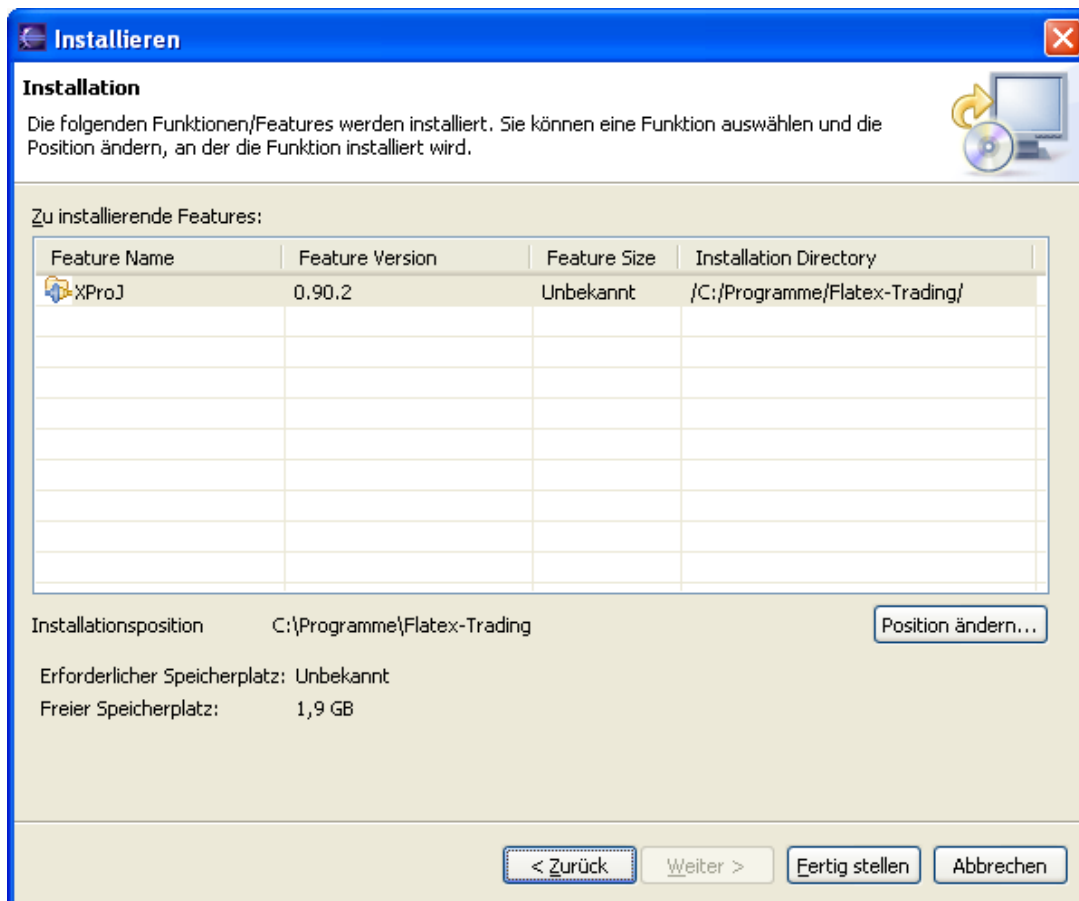 Installieren
Installation
Die folgenden Funktionen/Features werden installiert. Sie können eine Funktion auswählen und die
Position ändern, an der die Funktion installiert wird.
Zu installierende Features:
Feature Name Feature Version Feature Size Installation Directory
XProJ 0.90.2 Unbekannt /C:/Programme/Flatex-Trading/
Installationsposition C:\Programme\Flatex-Trading Position ändern...
Erforderlicher Speicherplatz: Unbekannt
Freier Speicherplatz: 1,9 GB
< Zurück Weiter > Fertig stellen Abbrechen